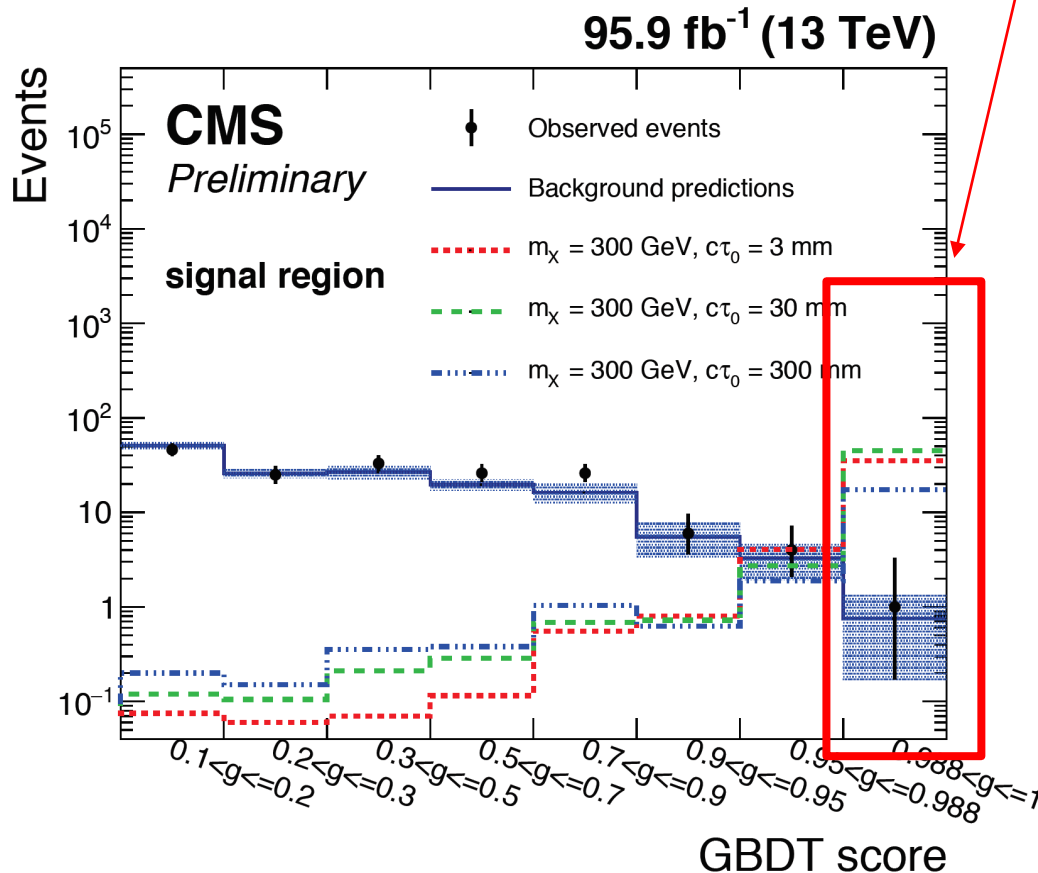 95.9 fb⁻¹ (13 TeV)
Events
CMS
Preliminary
signal region
Observed events
Background predictions
m_X = 300 GeV, cτ₀ = 3 mm
m_X = 300 GeV, cτ₀ = 30 mm
m_X = 300 GeV, cτ₀ = 300 mm
10⁵
10⁴
10³
10²
10
1
10⁻¹
0.1<g<=0.2
0.2<g<=0.3
0.3<g<=0.5
0.5<g<=0.7
0.7<g<=0.9
0.9<g<=0.95
0.95<g<=0.988
0.988<g<=1
GBDT score